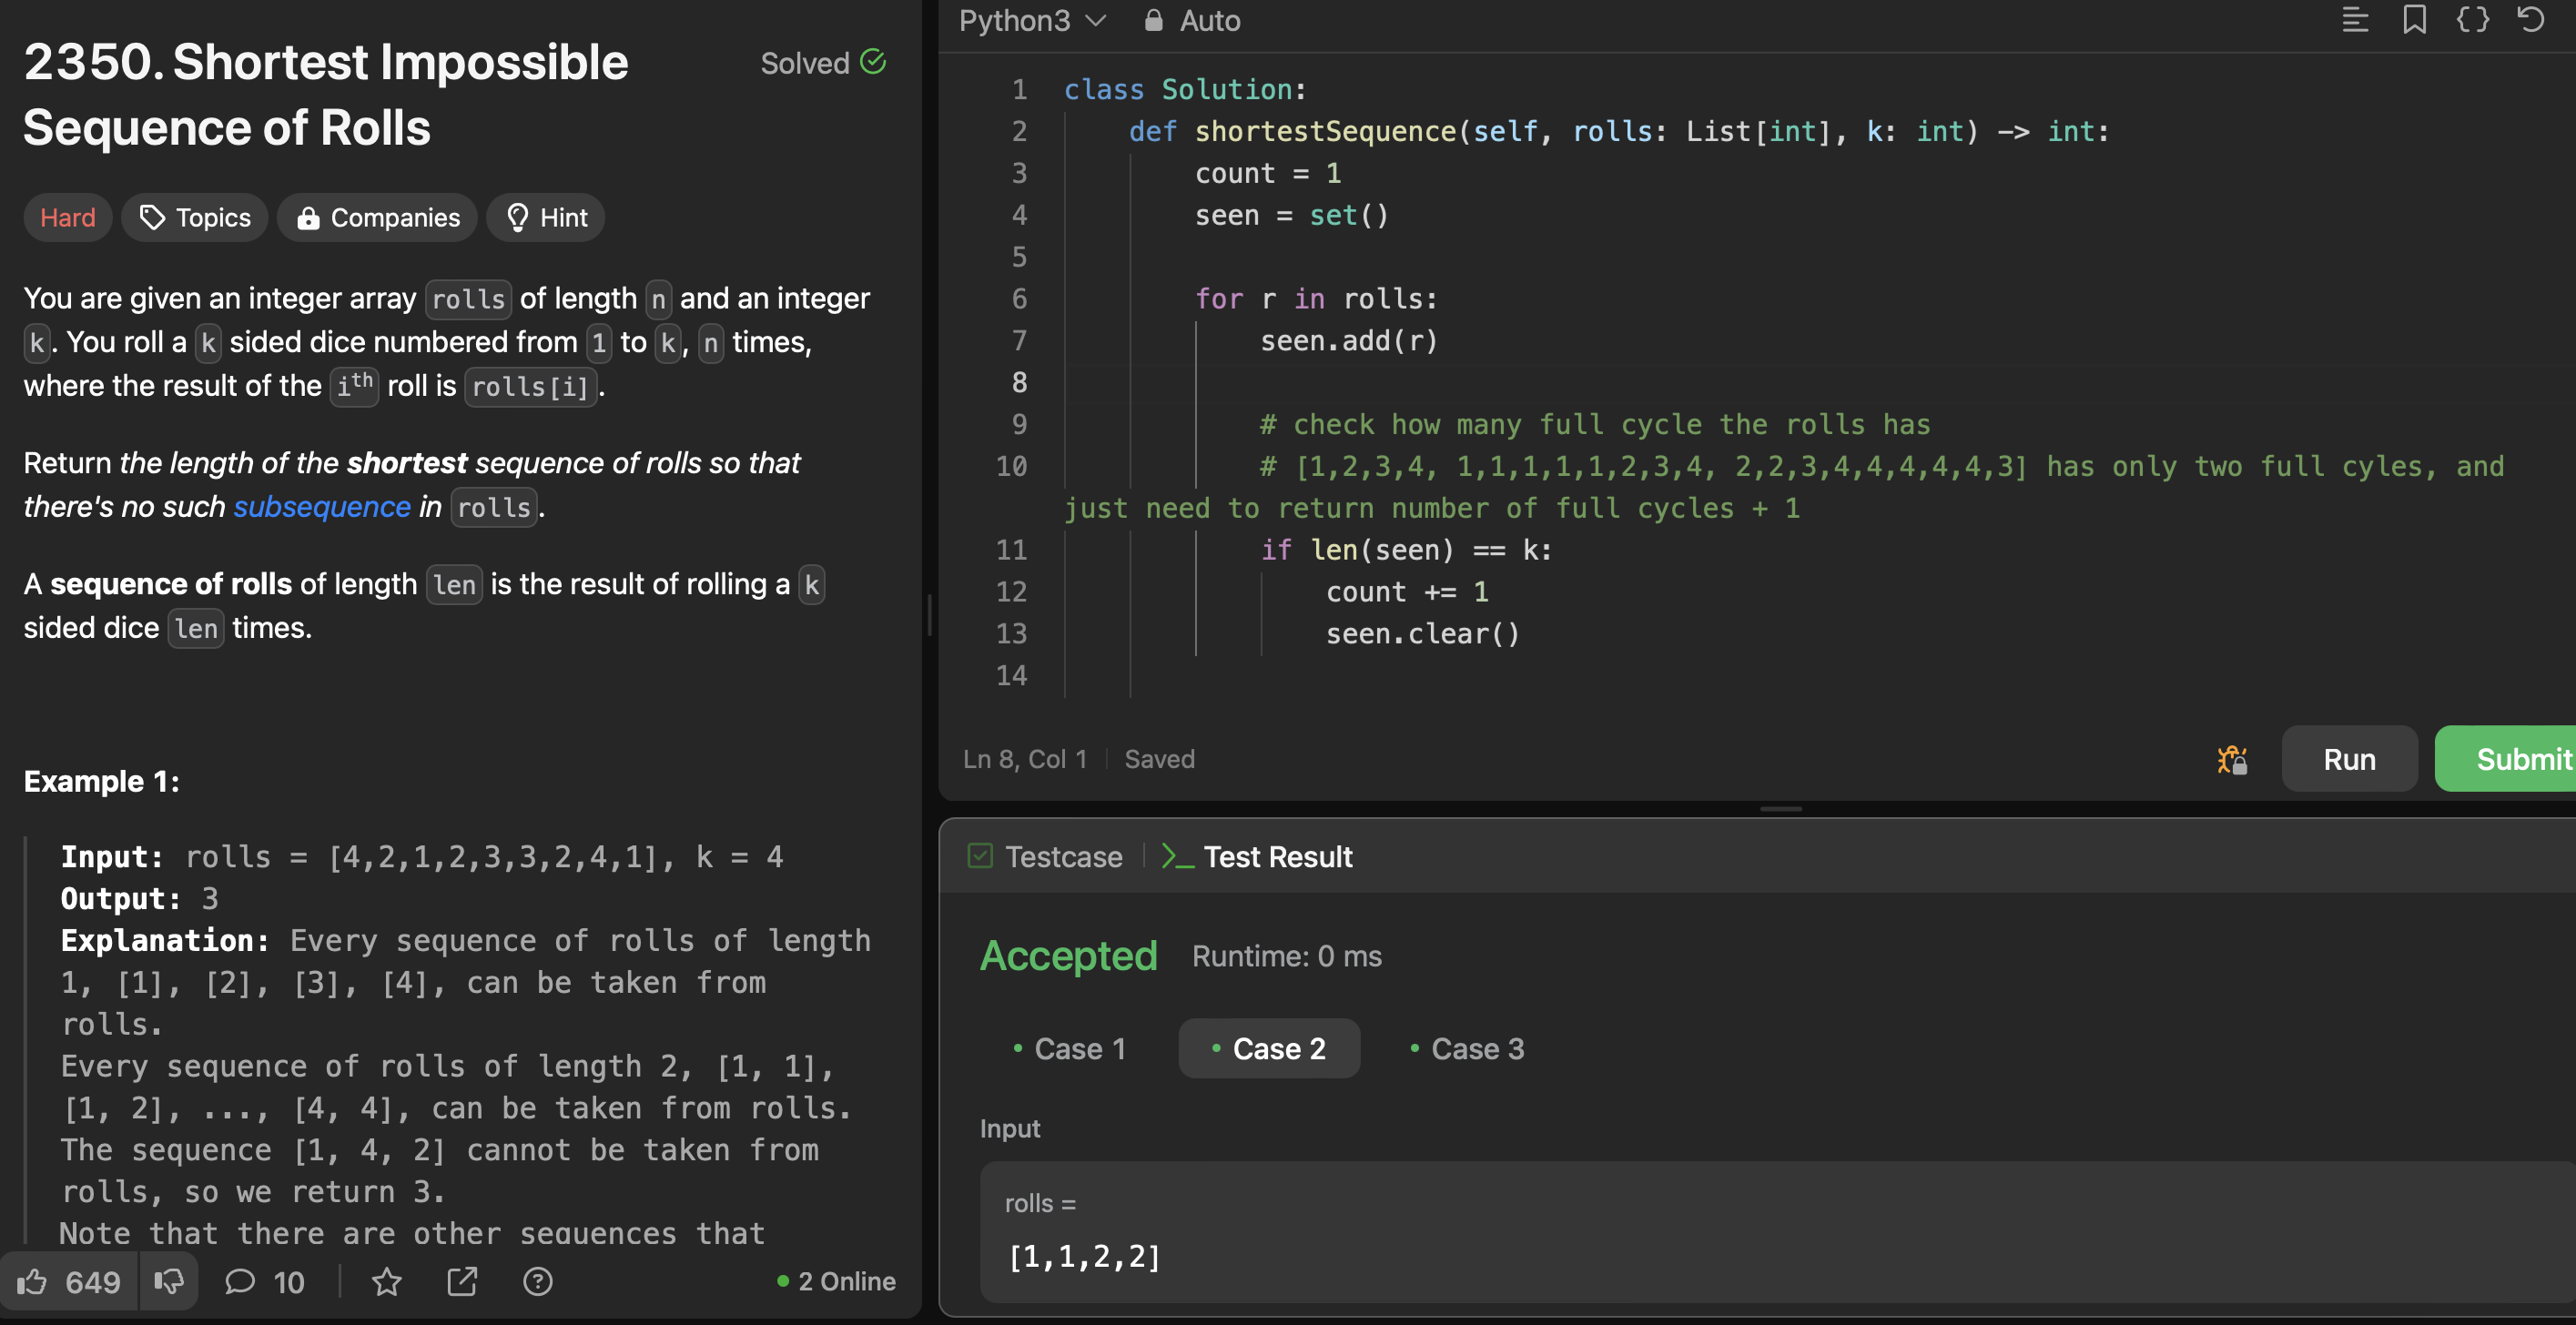 2350. Shortest Impossible
Sequence of Rolls
Solved
Hard
Topics
Companies
Hint
You are given an integer array rolls of length n and an integer
k. You roll a k sided dice numbered from 1 to k, n times,
where the result of the ith roll is rolls[i].
Return the length of the shortest sequence of rolls so that
there's no such subsequence in rolls.
A sequence of rolls of length len is the result of rolling a k
sided dice len times.
Example 1:
Input: rolls = [4,2,1,2,3,3,2,4,1], k = 4
Output: 3
Explanation: Every sequence of rolls of length
1, [1], [2], [3], [4], can be taken from
rolls.
Every sequence of rolls of length 2, [1, 1],
[1, 2], ..., [4, 4], can be taken from rolls.
The sequence [1, 4, 2] cannot be taken from
rolls, so we return 3.
Note that there are other sequences that
649
10
2 Online
Python3
Auto
1 class Solution:
2 def shortestSequence(self, rolls: List[int], k: int) -> int:
3 count = 1
4 seen = set()
5
6 for r in rolls:
7 seen.add(r)
8
9 # check how many full cycle the rolls has
10 # [1,2,3,4, 1,1,1,1,1,2,3,4, 2,2,3,4,4,4,4,4,3] has only two full cyles, and
just need to return number of full cycles + 1
11 if len(seen) == k:
12 count += 1
13 seen.clear()
14
Ln 8, Col 1
Saved
Run
Submit
Testcase
Test Result
Accepted
Runtime: 0 ms
Case 1
Case 2
Case 3
Input
rolls =
[1,1,2,2]